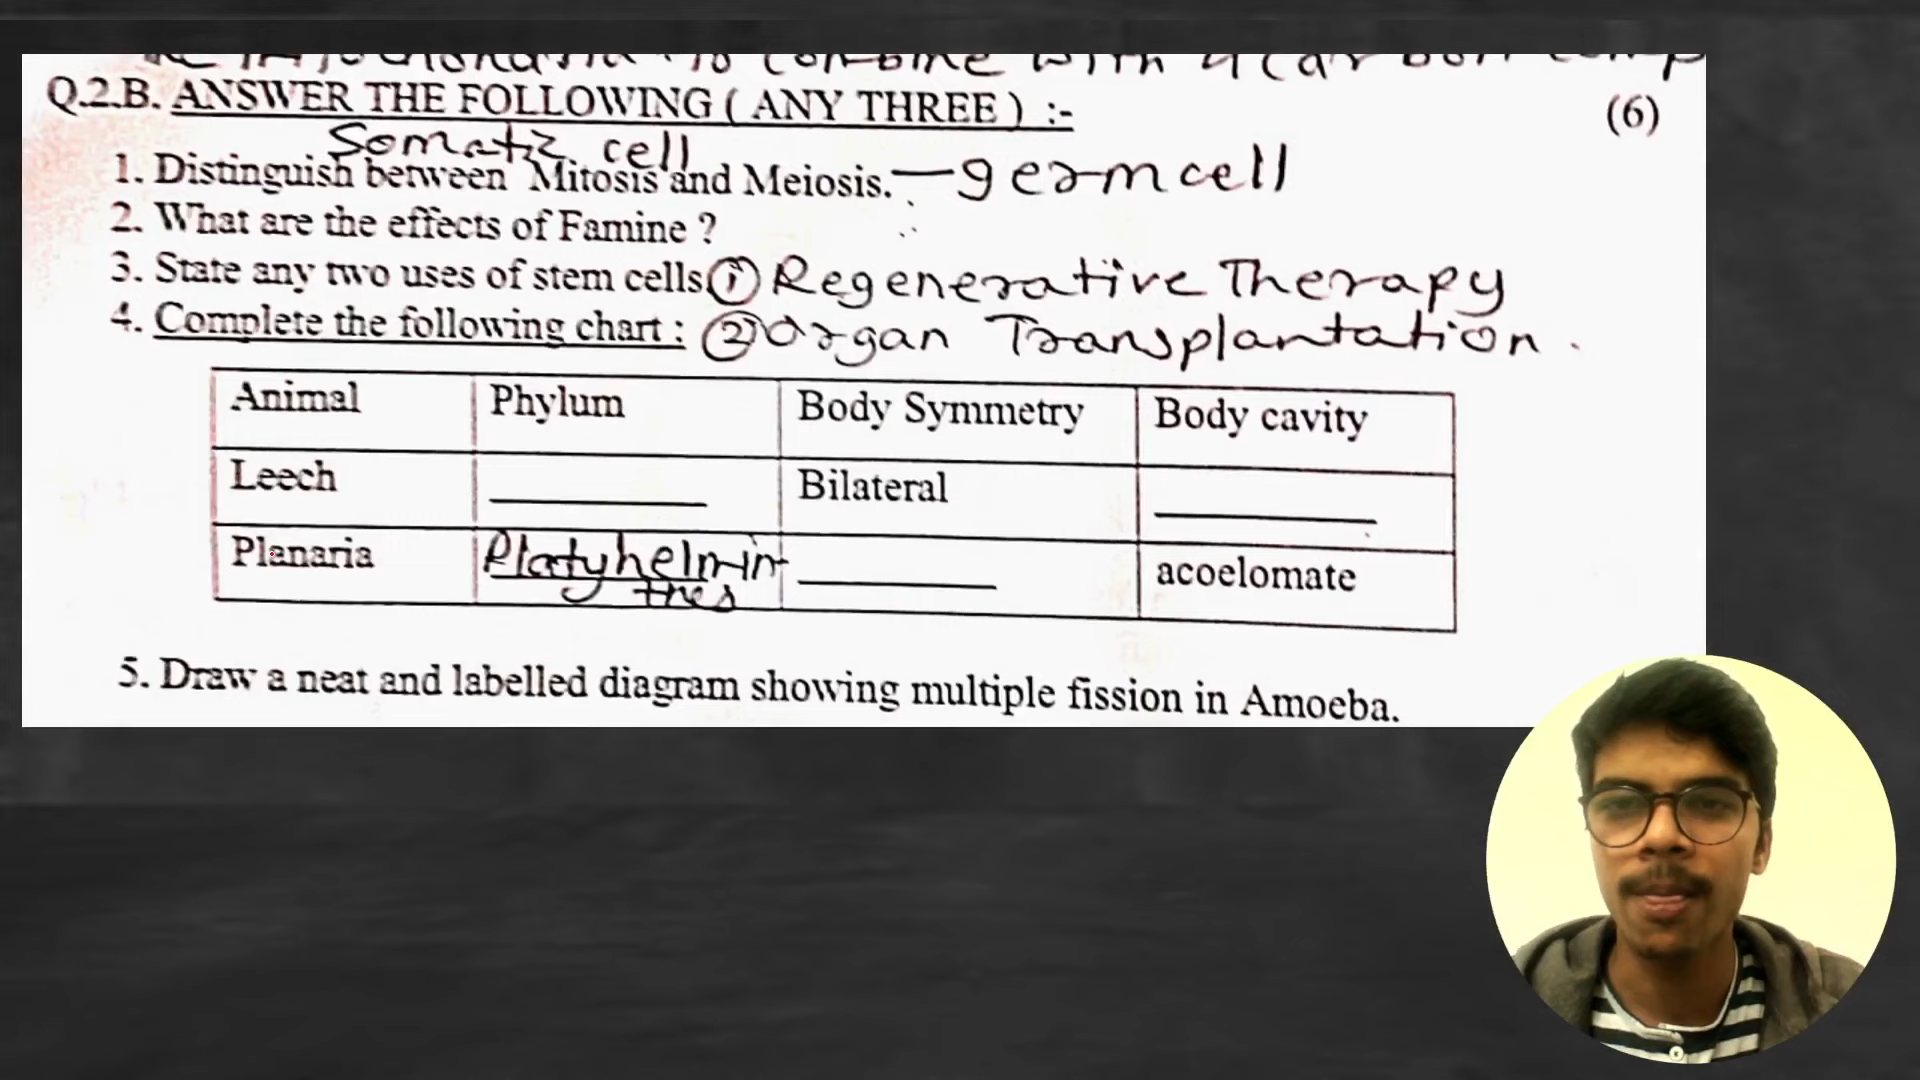 Q.2.B. ANSWER THE FOLLOWING ( ANY THREE ) :- (6)
Somatic cell
1. Distinguish between Mitosis and Meiosis. — germcell
2. What are the effects of Famine ?
3. State any two uses of stem cells ① Regenerative Therapy
4. Complete the following chart : ② Organ Transplantation.
Animal Phylum Body Symmetry Body cavity
Leech Bilateral
Planaria Platyhelmin acoelomate
thes
5. Draw a neat and labelled diagram showing multiple fission in Amoeba.